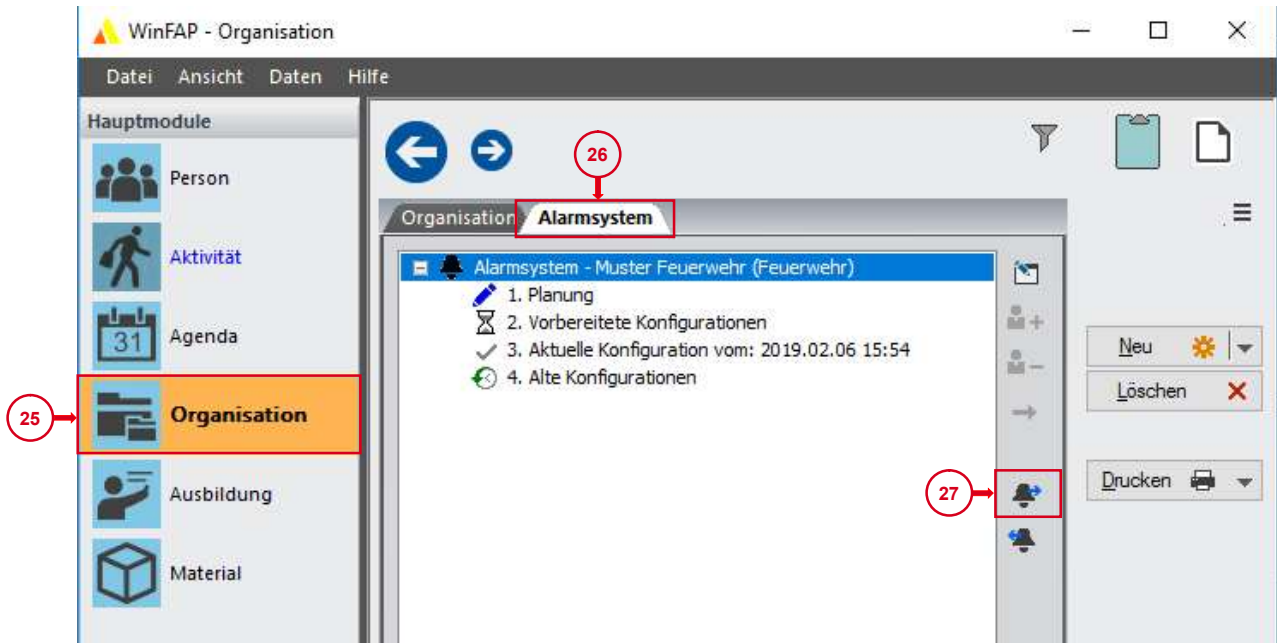 WinFAP - Organisation
Datei Ansicht Daten Hilfe
Hauptmodule
Person
Aktivität
31
Agenda
25
Organisation
Ausbildung
Material
26
Organisation
Alarmsystem
Alarmsystem - Muster Feuerwehr (Feuerwehr)
1. Planung
2. Vorbereitete Konfigurationen
3. Aktuelle Konfiguration vom: 2019.02.06 15:54
4. Alte Konfigurationen
27
Neu
Löschen
Drucken